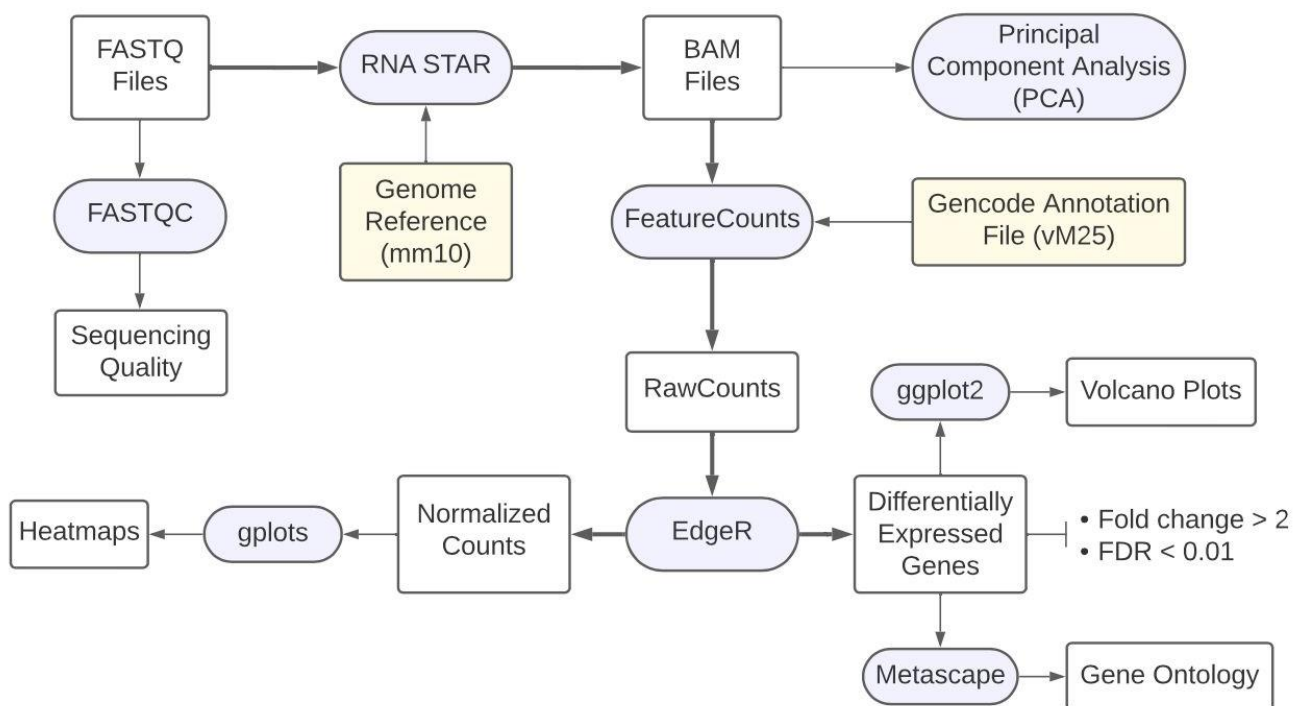 FASTQ
Files
RNA STAR
BAM
Files
Principal
Component Analysis
(PCA)
FASTQC
Genome
Reference
(mm10)
FeatureCounts
Gencode Annotation
File (vM25)
Sequencing
Quality
RawCounts
ggplot2
Volcano Plots
Heatmaps
gplots
Normalized
Counts
EdgeR
Differentially
Expressed
Genes
• Fold change > 2
• FDR < 0.01
Metascape
Gene Ontology